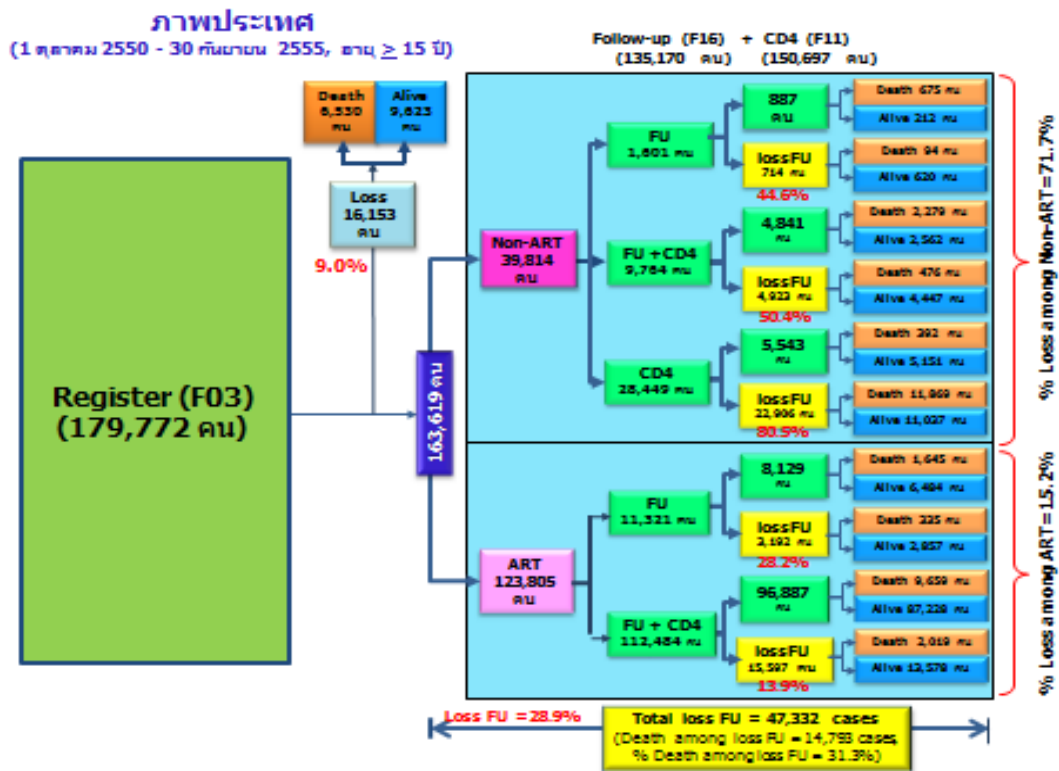 ภาพประเทศ
(1 ตุลาคม 2550 - 30 กันยายน 2555, อายุ ≥ 15 ปี)
Follow-up (F16) + CD4 (F11)
(135,170 คน) (150,697 คน)
Death
6,530
คน
Alive
9,623
คน
Loss
16,153
คน
9.0%
Register (F03)
(179,772 คน)
163,619 คน
Non-ART
39,814
คน
FU
1,601 คน
887
คน
Death 675 คน
Alive 212 คน
lossFU
714 คน
44.6%
Death 94 คน
Alive 620 คน
FU +CD4
9,764 คน
4,841
คน
Death 2,279 คน
Alive 2,562 คน
lossFU
4,923 คน
50.4%
Death 476 คน
Alive 4,447 คน
CD4
28,449 คน
5,543
คน
Death 392 คน
Alive 5,151 คน
lossFU
22,906 คน
80.5%
Death 11,869 คน
Alive 11,037 คน
% Loss among Non-ART=71.7%
ART
123,805
คน
FU
11,321 คน
8,129
คน
Death 1,645 คน
Alive 6,484 คน
lossFU
3,192 คน
28.2%
Death 335 คน
Alive 2,857 คน
FU + CD4
112,484 คน
96,887
คน
Death 9,659 คน
Alive 87,228 คน
lossFU
15,597 คน
13.9%
Death 2,019 คน
Alive 13,578 คน
% Loss among ART=15.2%
Loss FU =28.9%
Total loss FU = 47,332 cases
(Death among loss FU = 14,793 cases,
% Death among loss FU = 31.3%)